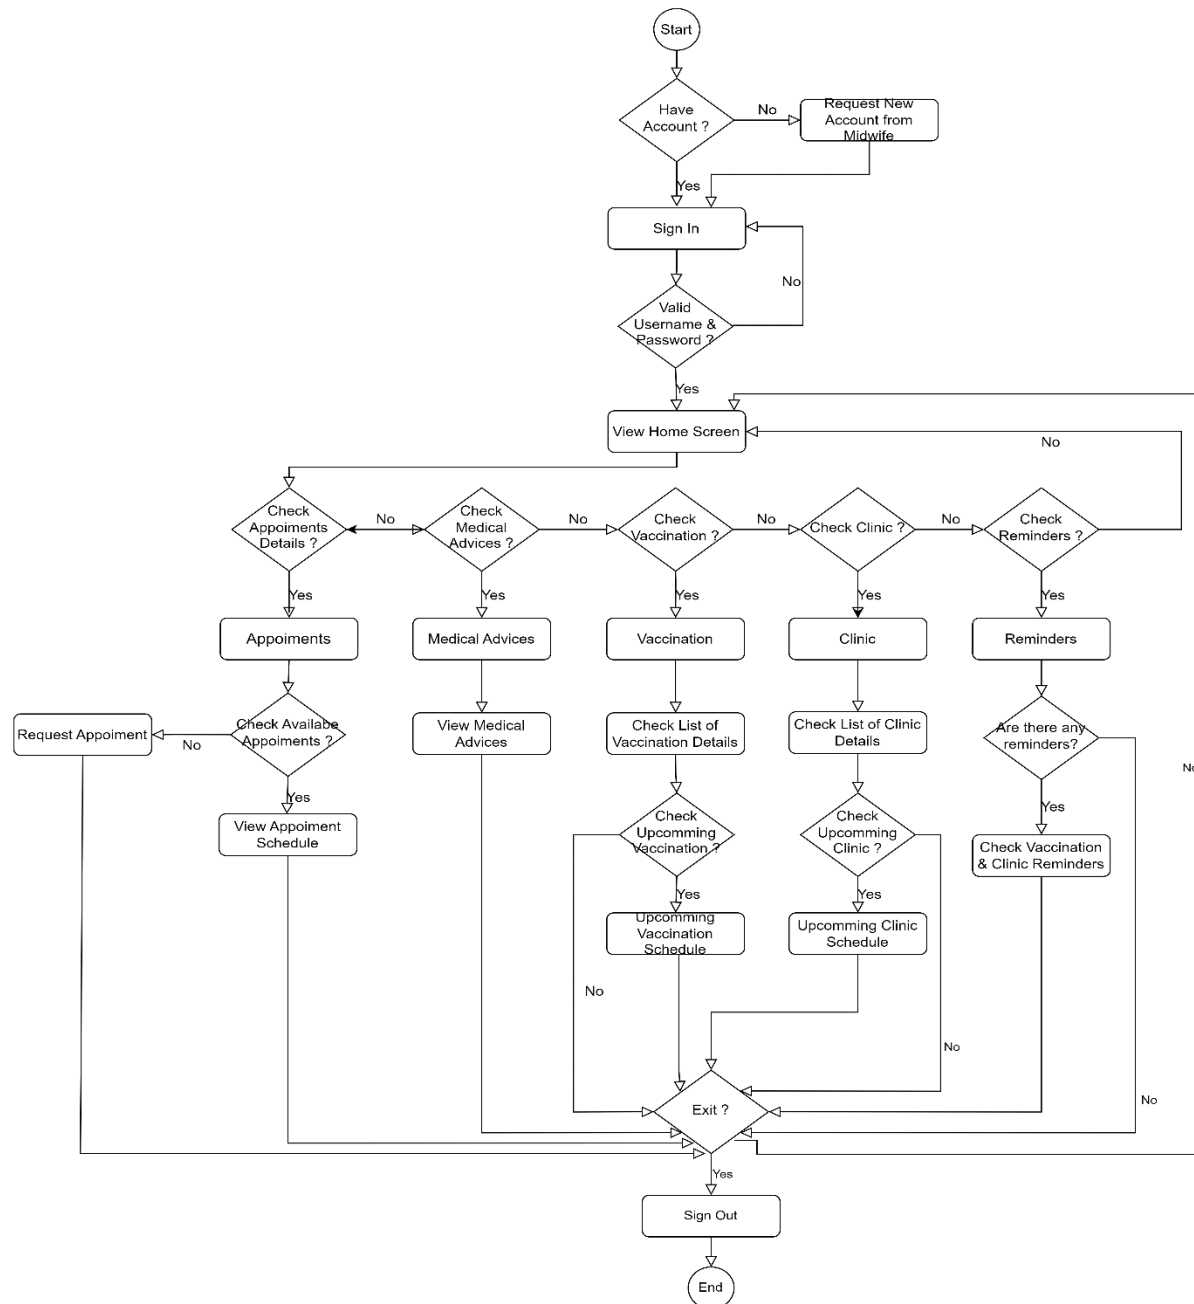 Start
Have
Account ?
No
Request New
Account from
Midwife
Yes
Sign In
No
Valid
Username &
Password ?
Yes
View Home Screen
No
Check
Appoiments
Details ?
No
Check
Medical
Advices ?
No
Check
Vaccination ?
No
Check Clinic ?
No
Check
Reminders ?
Yes
Yes
Yes
Yes
Yes
Appoiments
Medical Advices
Vaccination
Clinic
Reminders
Request Appoiment
No
Check Availabe
Appoiments ?
View Medical
Advices
Check List of
Vaccination Details
Check List of Clinic
Details
Are there any
reminders?
No
Yes
View Appoiment
Schedule
Check
Upcomming
Vaccination ?
Check
Upcomming
Clinic ?
Yes
Check Vaccination
& Clinic Reminders
Yes
Yes
Upcomming
Vaccination
Schedule
Upcomming Clinic
Schedule
No
No
No
Exit ?
Yes
Sign Out
End